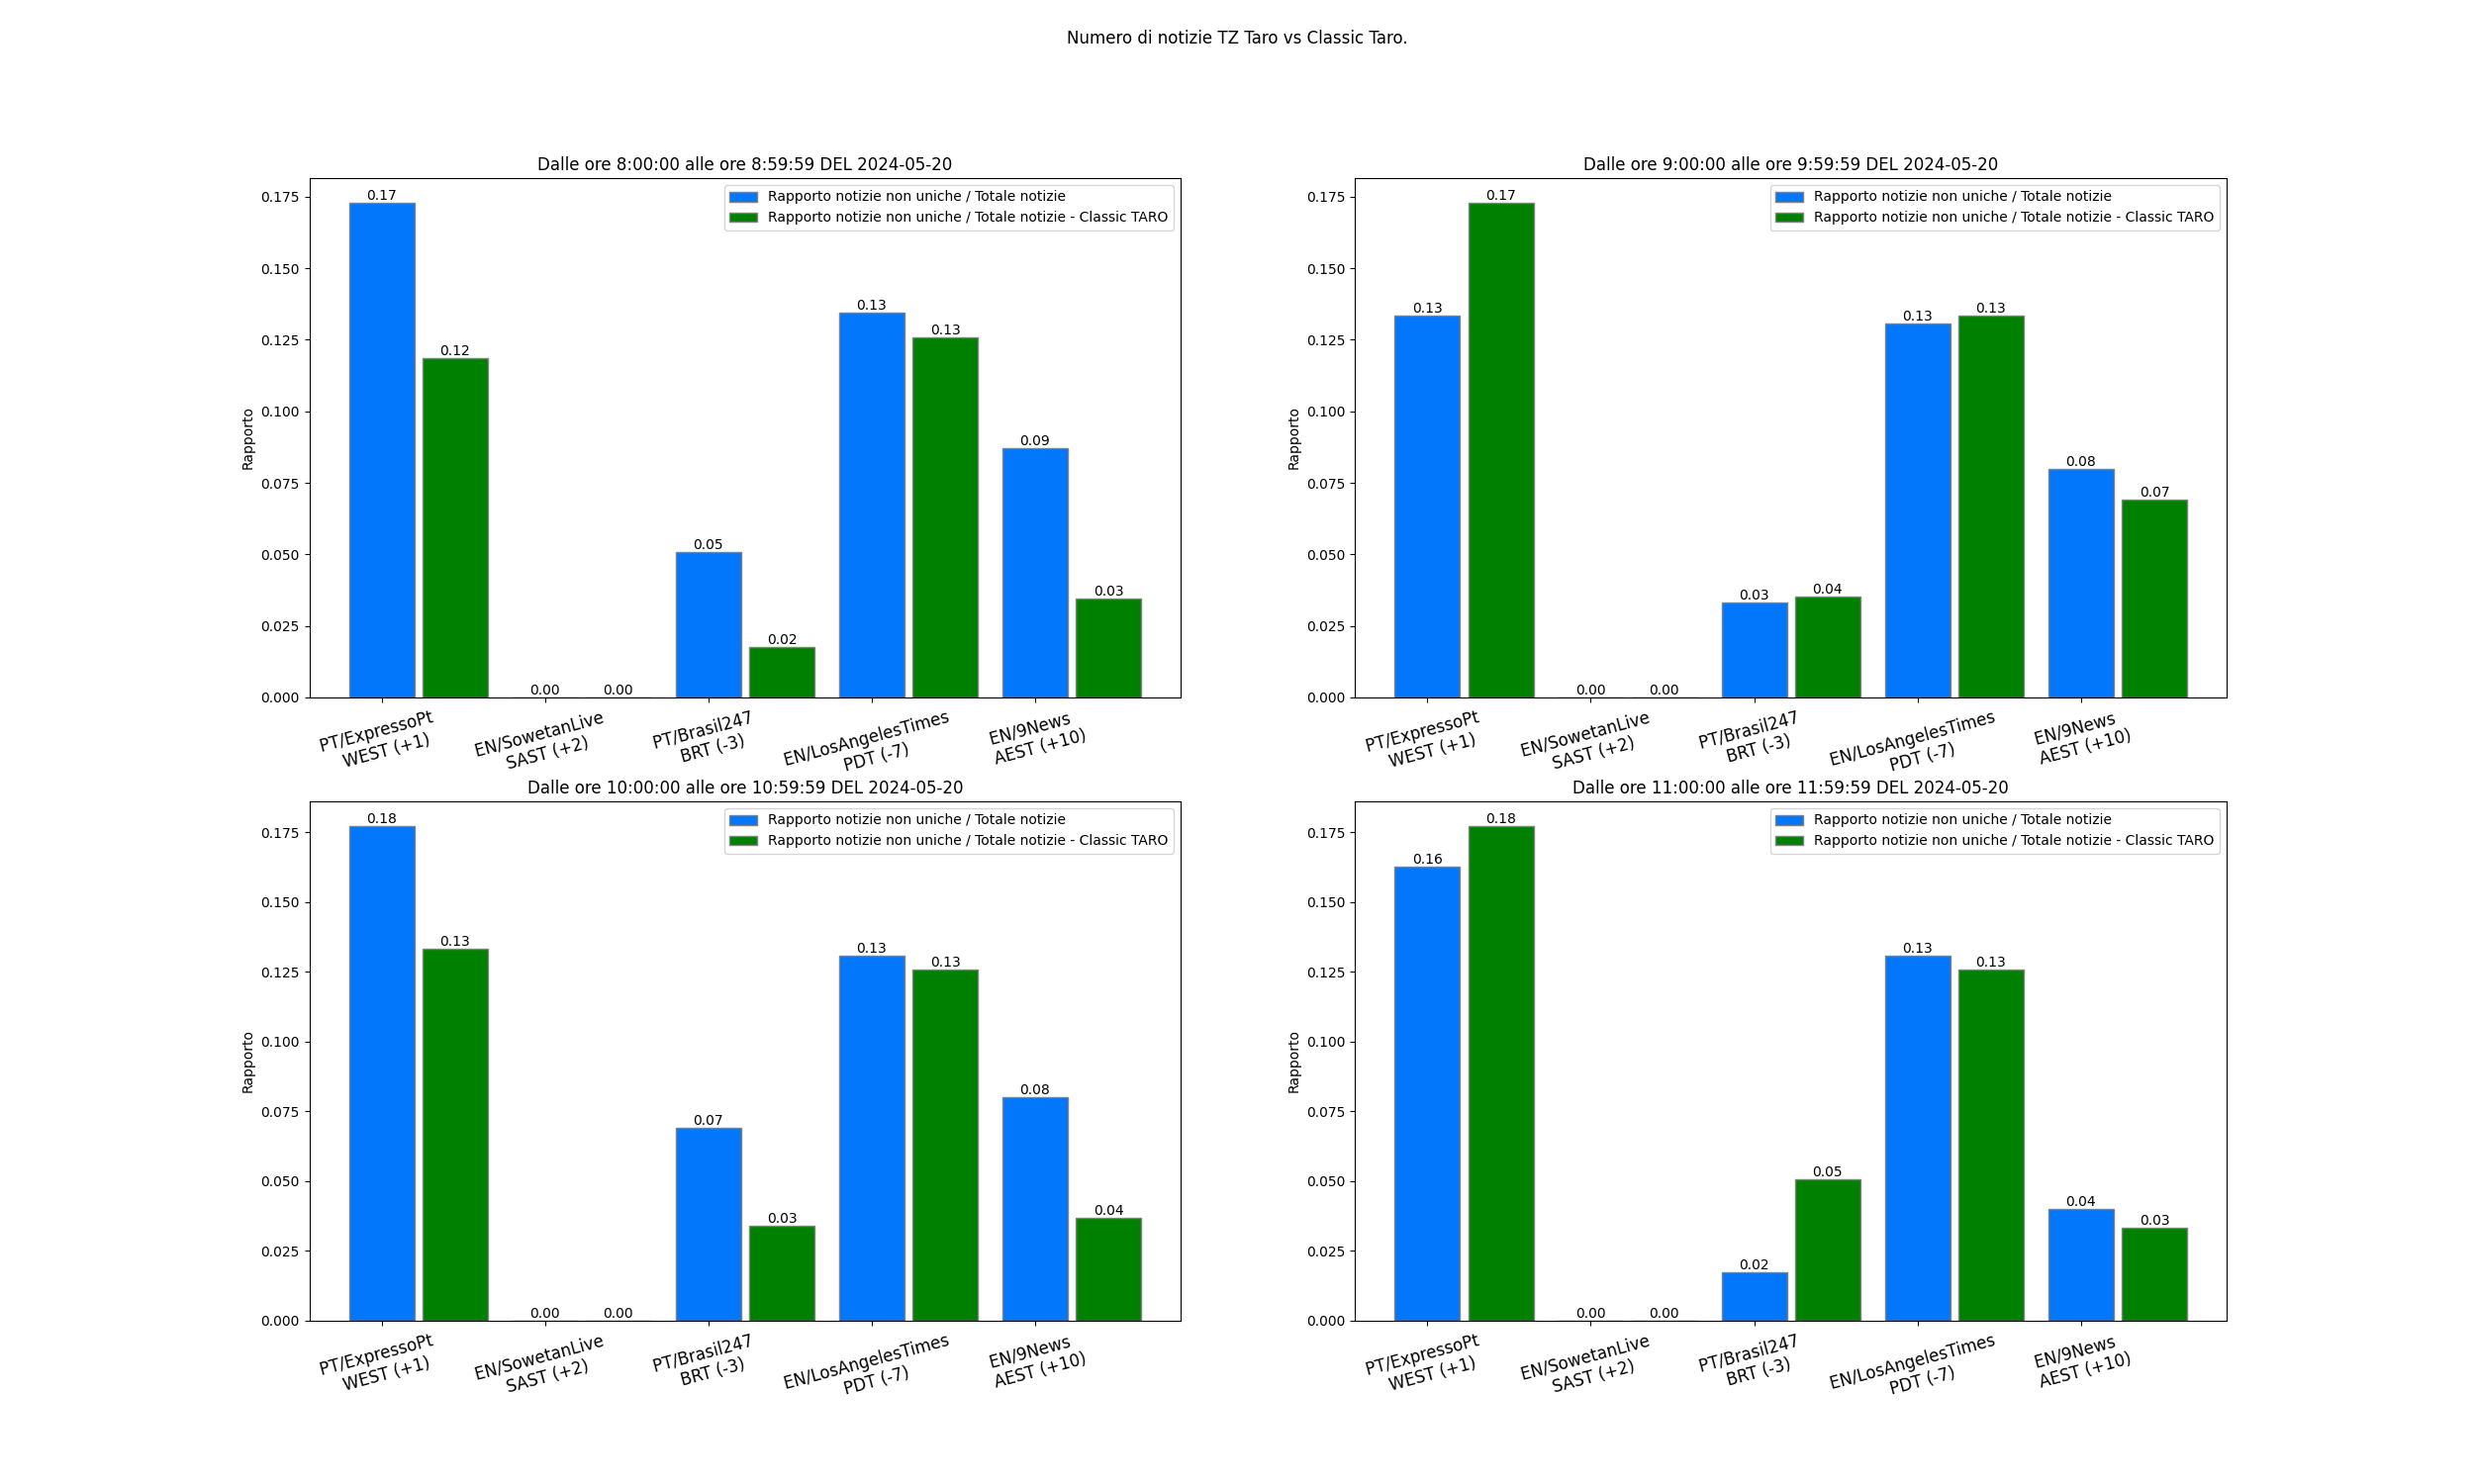 Numero di notizie TZ Taro vs Classic Taro.
Dalle ore 8:00:00 alle ore 8:59:59 DEL 2024-05-20
Rapporto notizie non uniche / Totale notizie
Rapporto notizie non uniche / Totale notizie - Classic TARO
Rapporto
0.175
0.150
0.125
0.100
0.075
0.050
0.025
0.000
0.17
0.12
0.00
0.00
0.05
0.02
0.13
0.13
0.09
0.03
PT/ExpressoPt
WEST (+1)
EN/SowetanLive
SAST (+2)
PT/Brasil247
BRT (-3)
EN/LosAngelesTimes
PDT (-7)
EN/9News
AEST (+10)
Dalle ore 9:00:00 alle ore 9:59:59 DEL 2024-05-20
Rapporto notizie non uniche / Totale notizie
Rapporto notizie non uniche / Totale notizie - Classic TARO
Rapporto
0.175
0.150
0.125
0.100
0.075
0.050
0.025
0.000
0.13
0.17
0.00
0.00
0.03
0.04
0.13
0.13
0.08
0.07
PT/ExpressoPt
WEST (+1)
EN/SowetanLive
SAST (+2)
PT/Brasil247
BRT (-3)
EN/LosAngelesTimes
PDT (-7)
EN/9News
AEST (+10)
Dalle ore 10:00:00 alle ore 10:59:59 DEL 2024-05-20
Rapporto notizie non uniche / Totale notizie
Rapporto notizie non uniche / Totale notizie - Classic TARO
Rapporto
0.175
0.150
0.125
0.100
0.075
0.050
0.025
0.000
0.18
0.13
0.00
0.00
0.07
0.03
0.13
0.13
0.08
0.04
PT/ExpressoPt
WEST (+1)
EN/SowetanLive
SAST (+2)
PT/Brasil247
BRT (-3)
EN/LosAngelesTimes
PDT (-7)
EN/9News
AEST (+10)
Dalle ore 11:00:00 alle ore 11:59:59 DEL 2024-05-20
Rapporto notizie non uniche / Totale notizie
Rapporto notizie non uniche / Totale notizie - Classic TARO
Rapporto
0.175
0.150
0.125
0.100
0.075
0.050
0.025
0.000
0.16
0.18
0.00
0.00
0.02
0.05
0.13
0.13
0.04
0.03
PT/ExpressoPt
WEST (+1)
EN/SowetanLive
SAST (+2)
PT/Brasil247
BRT (-3)
EN/LosAngelesTimes
PDT (-7)
EN/9News
AEST (+10)